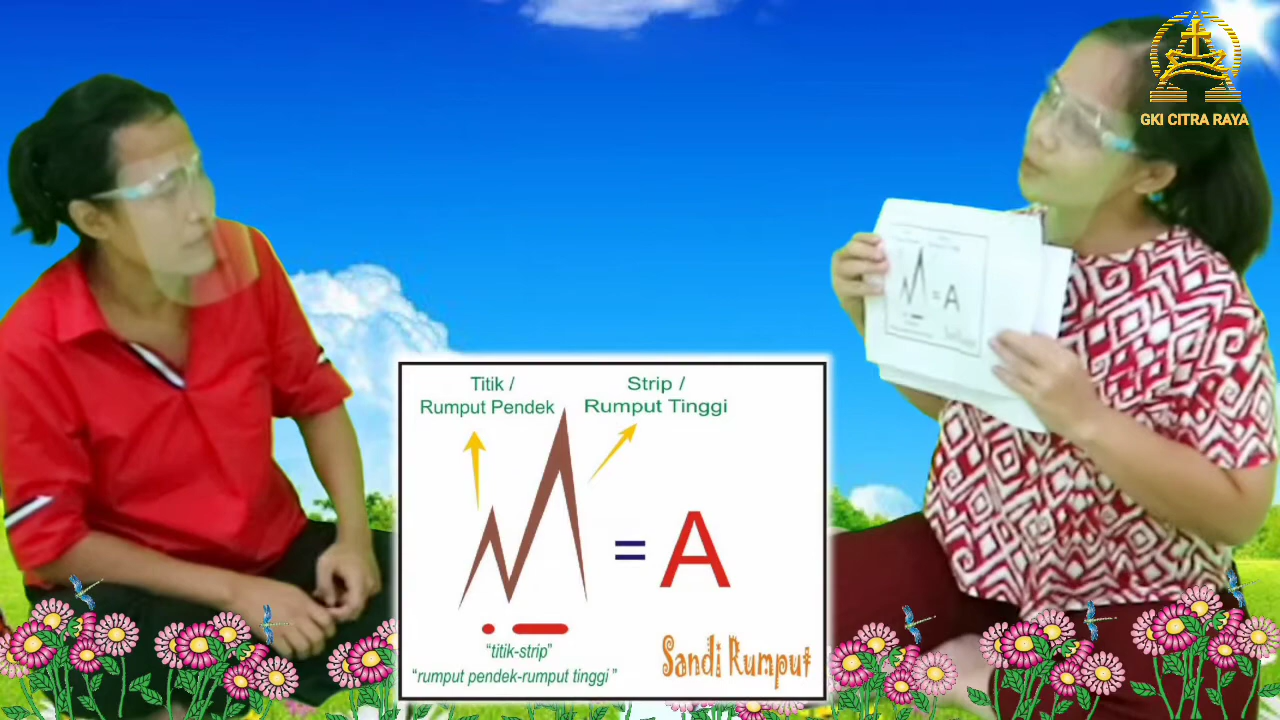 GKI CITRA RAYA
= A
Titik /
Rumput Pendek
Strip /
Rumput Tinggi
= A
“titik-strip”
“rumput pendek-rumput tinggi ”
Sandi Rumput